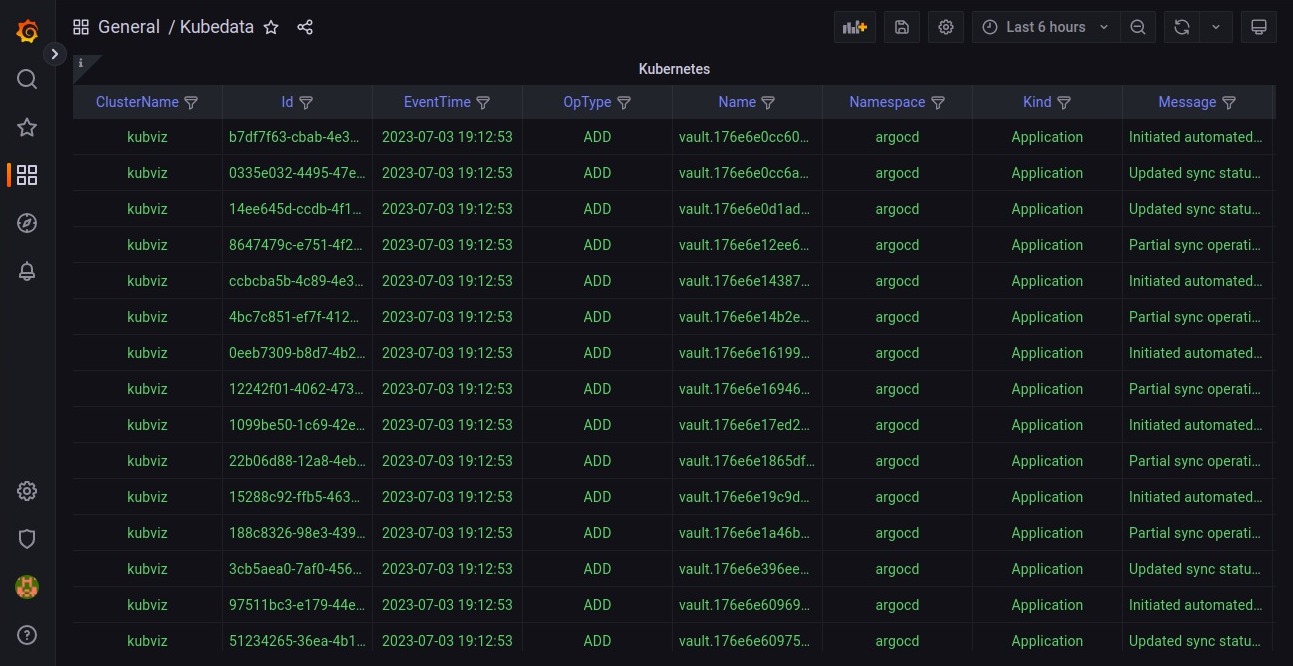 General / Kubedata
Last 6 hours
i
Kubernetes
ClusterName Id EventTime OpType Name Namespace Kind Message
kubviz b7df7f63-cbab-4e3... 2023-07-03 19:12:53 ADD vault.176e6e0cc60... argocd Application Initiated automated...
kubviz 0335e032-4495-47e... 2023-07-03 19:12:53 ADD vault.176e6e0cc6a... argocd Application Updated sync statu...
kubviz 14ee645d-ccdb-4f1... 2023-07-03 19:12:53 ADD vault.176e6e0d1ad... argocd Application Updated sync statu...
kubviz 8647479c-e751-4f2... 2023-07-03 19:12:53 ADD vault.176e6e12ee6... argocd Application Partial sync operati...
kubviz ccbcba5b-4c89-4e3... 2023-07-03 19:12:53 ADD vault.176e6e14387... argocd Application Initiated automated...
kubviz 4bc7c851-ef7f-412... 2023-07-03 19:12:53 ADD vault.176e6e14b2e... argocd Application Partial sync operati...
kubviz 0eeb7309-b8d7-4b2... 2023-07-03 19:12:53 ADD vault.176e6e16199... argocd Application Initiated automated...
kubviz 12242f01-4062-473... 2023-07-03 19:12:53 ADD vault.176e6e16946... argocd Application Partial sync operati...
kubviz 1099be50-1c69-42e... 2023-07-03 19:12:53 ADD vault.176e6e17ed2... argocd Application Initiated automated...
kubviz 22b06d88-12a8-4eb... 2023-07-03 19:12:53 ADD vault.176e6e1865df... argocd Application Partial sync operati...
kubviz 15288c92-ffb5-463... 2023-07-03 19:12:53 ADD vault.176e6e19c9d... argocd Application Initiated automated...
kubviz 188c8326-98e3-439... 2023-07-03 19:12:53 ADD vault.176e6e1a46b... argocd Application Partial sync operati...
kubviz 3cb5aea0-7af0-456... 2023-07-03 19:12:53 ADD vault.176e6e396ee... argocd Application Updated sync statu...
kubviz 97511bc3-e179-44e... 2023-07-03 19:12:53 ADD vault.176e6e60969... argocd Application Initiated automated...
kubviz 51234265-36ea-4b1... 2023-07-03 19:12:53 ADD vault.176e6e60975... argocd Application Updated sync statu...